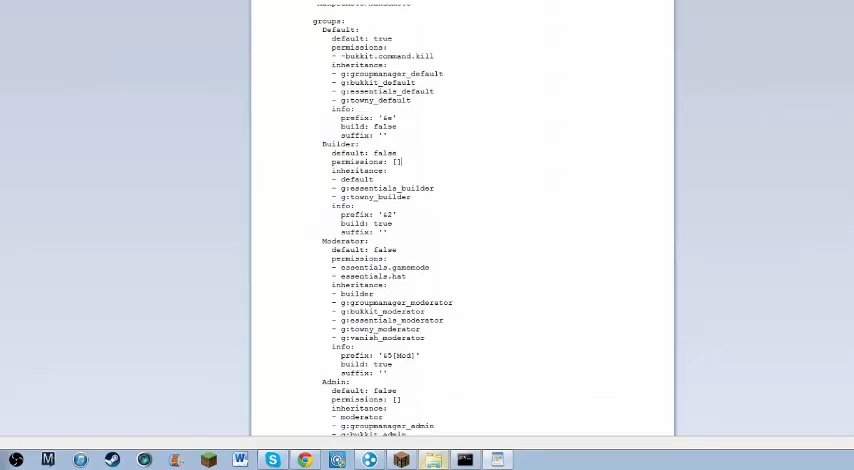 groups:
Default:
default: true
permissions:
- -bukkit.command.kill
inheritance:
- g:groupmanager_default
- g:bukkit_default
- g:essentials_default
- g:towny_default
info:
prefix: '&e'
build: false
suffix: ''
Builder:
default: false
permissions: []
inheritance:
- default
- g:essentials_builder
- g:towny_builder
info:
prefix: '&2'
build: true
suffix: ''
Moderator:
default: false
permissions:
- essentials.gamemode
- essentials.hat
inheritance:
- builder
- g:groupmanager_moderator
- g:bukkit_moderator
- g:essentials_moderator
- g:towny_moderator
- g:vanish_moderator
info:
prefix: '&5[Mod]'
build: true
suffix: ''
Admin:
default: false
permissions: []
inheritance:
- moderator
- g:groupmanager_admin
- g:bukkit_admin